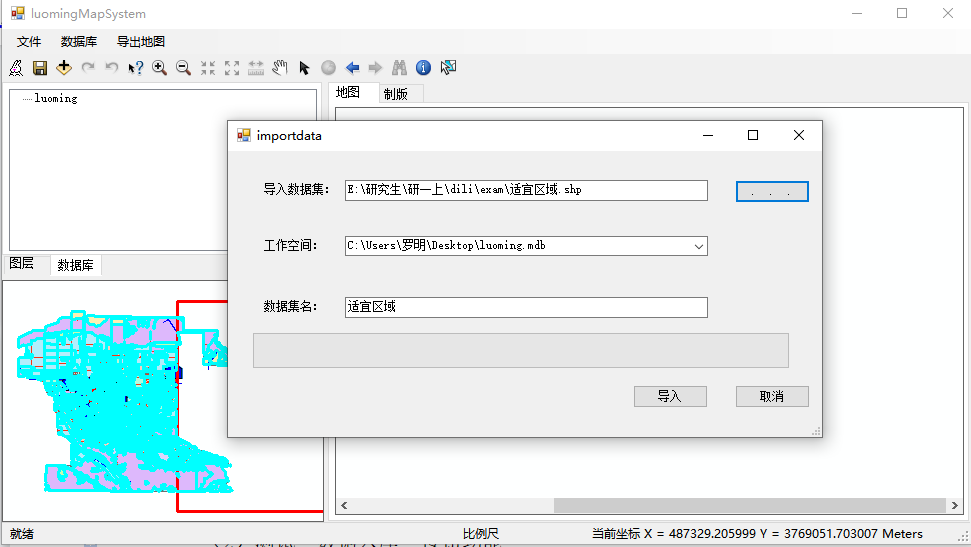 luomingMapSystem
文件 数据库 导出地图
luoming
地图 制版
importdata
导入数据集: E:\研究生\研一上\dili\exam\适宜区域.shp . . .
工作空间: C:\Users\罗明\Desktop\luoming.mdb
数据集名: 适宜区域
导入 取消
图层 数据库
就绪 比例尺 当前坐标 X = 487329.205999 Y = 3769051.703007 Meters